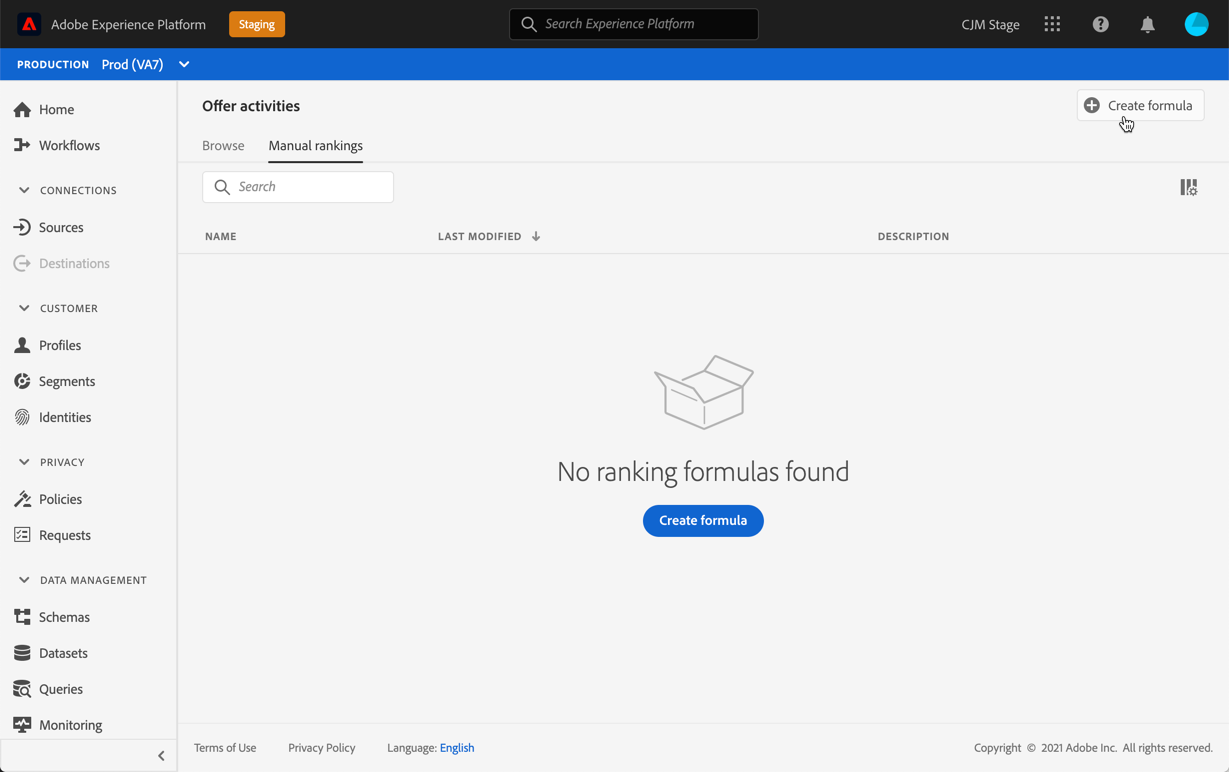 Adobe Experience Platform
Staging
Search Experience Platform
CJM Stage
PRODUCTION Prod (VA7)
Home
Workflows
CONNECTIONS
Sources
Destinations
CUSTOMER
Profiles
Segments
Identities
PRIVACY
Policies
Requests
DATA MANAGEMENT
Schemas
Datasets
Queries
Monitoring
Offer activities
Create formula
Browse
Manual rankings
Search
NAME
LAST MODIFIED
DESCRIPTION
No ranking formulas found
Create formula
Terms of Use
Privacy Policy
Language: English
Copyright © 2021 Adobe Inc. All rights reserved.